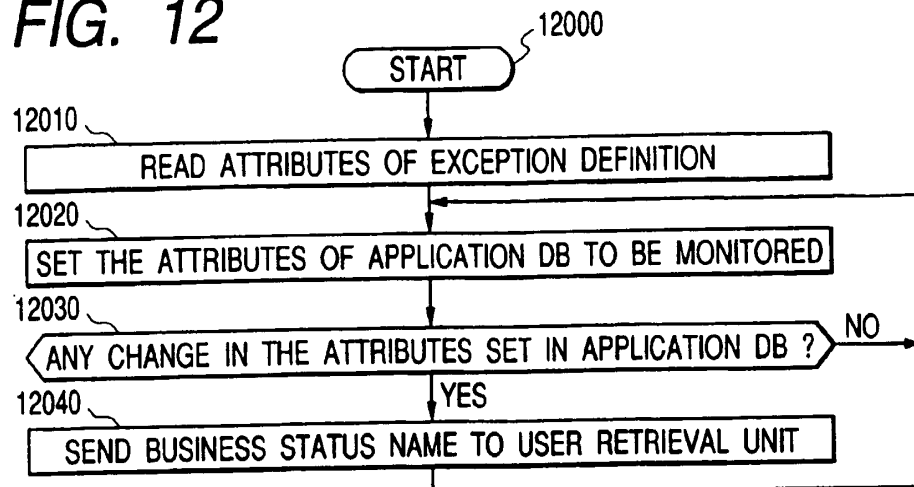 FIG. 12
12000
START
12010
READ ATTRIBUTES OF EXCEPTION DEFINITION
12020
SET THE ATTRIBUTES OF APPLICATION DB TO BE MONITORED
12030
ANY CHANGE IN THE ATTRIBUTES SET IN APPLICATION DB ?
NO
YES
12040
SEND BUSINESS STATUS NAME TO USER RETRIEVAL UNIT